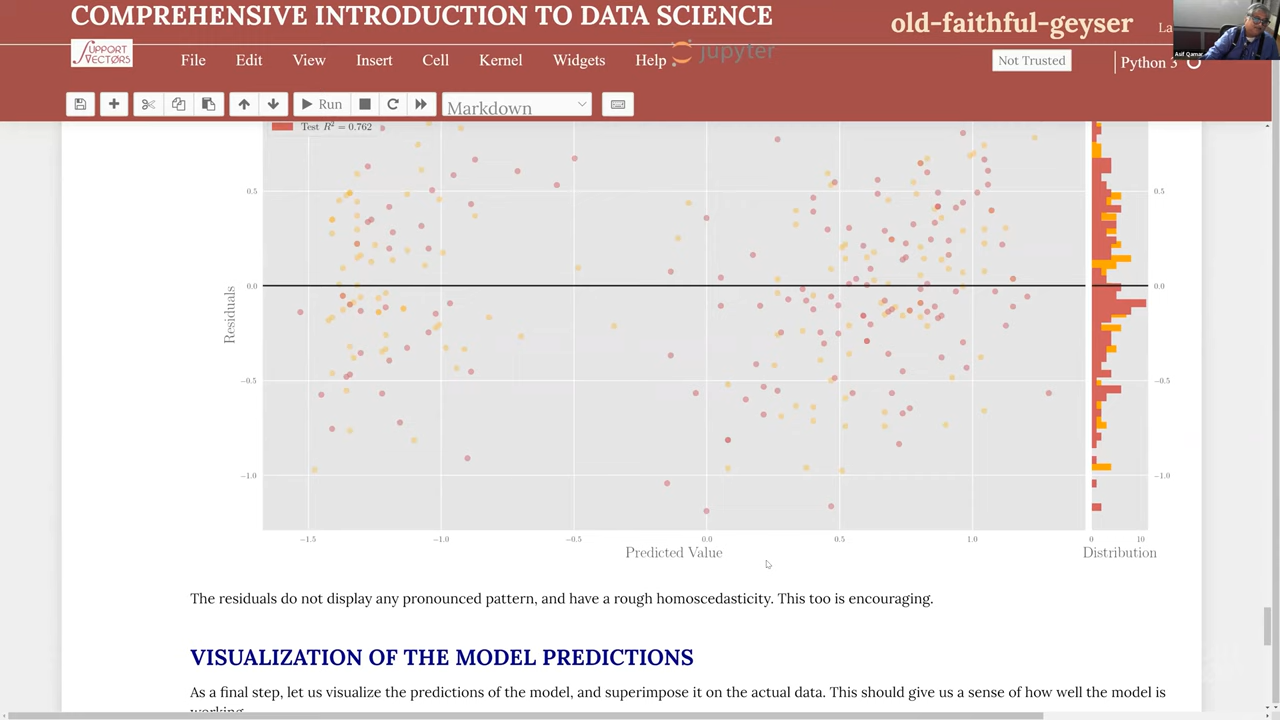 COMPREHENSIVE INTRODUCTION TO DATA SCIENCE
old-faithful-geyser
La
Asif Qamar
SUPPORT VECTORS
File Edit View Insert Cell Kernel Widgets Help
jupyter
Not Trusted
Python 3
Run
Markdown
Test R² = 0.762
0.5
0.0
−0.5
−1.0
Residuals
−1.5 −1.0 −0.5 0.0 0.5 1.0
Predicted Value
0.5
0.0
−0.5
−1.0
0 10
Distribution
The residuals do not display any pronounced pattern, and have a rough homoscedasticity. This too is encouraging.
VISUALIZATION OF THE MODEL PREDICTIONS
As a final step, let us visualize the predictions of the model, and superimpose it on the actual data. This should give us a sense of how well the model is
working.